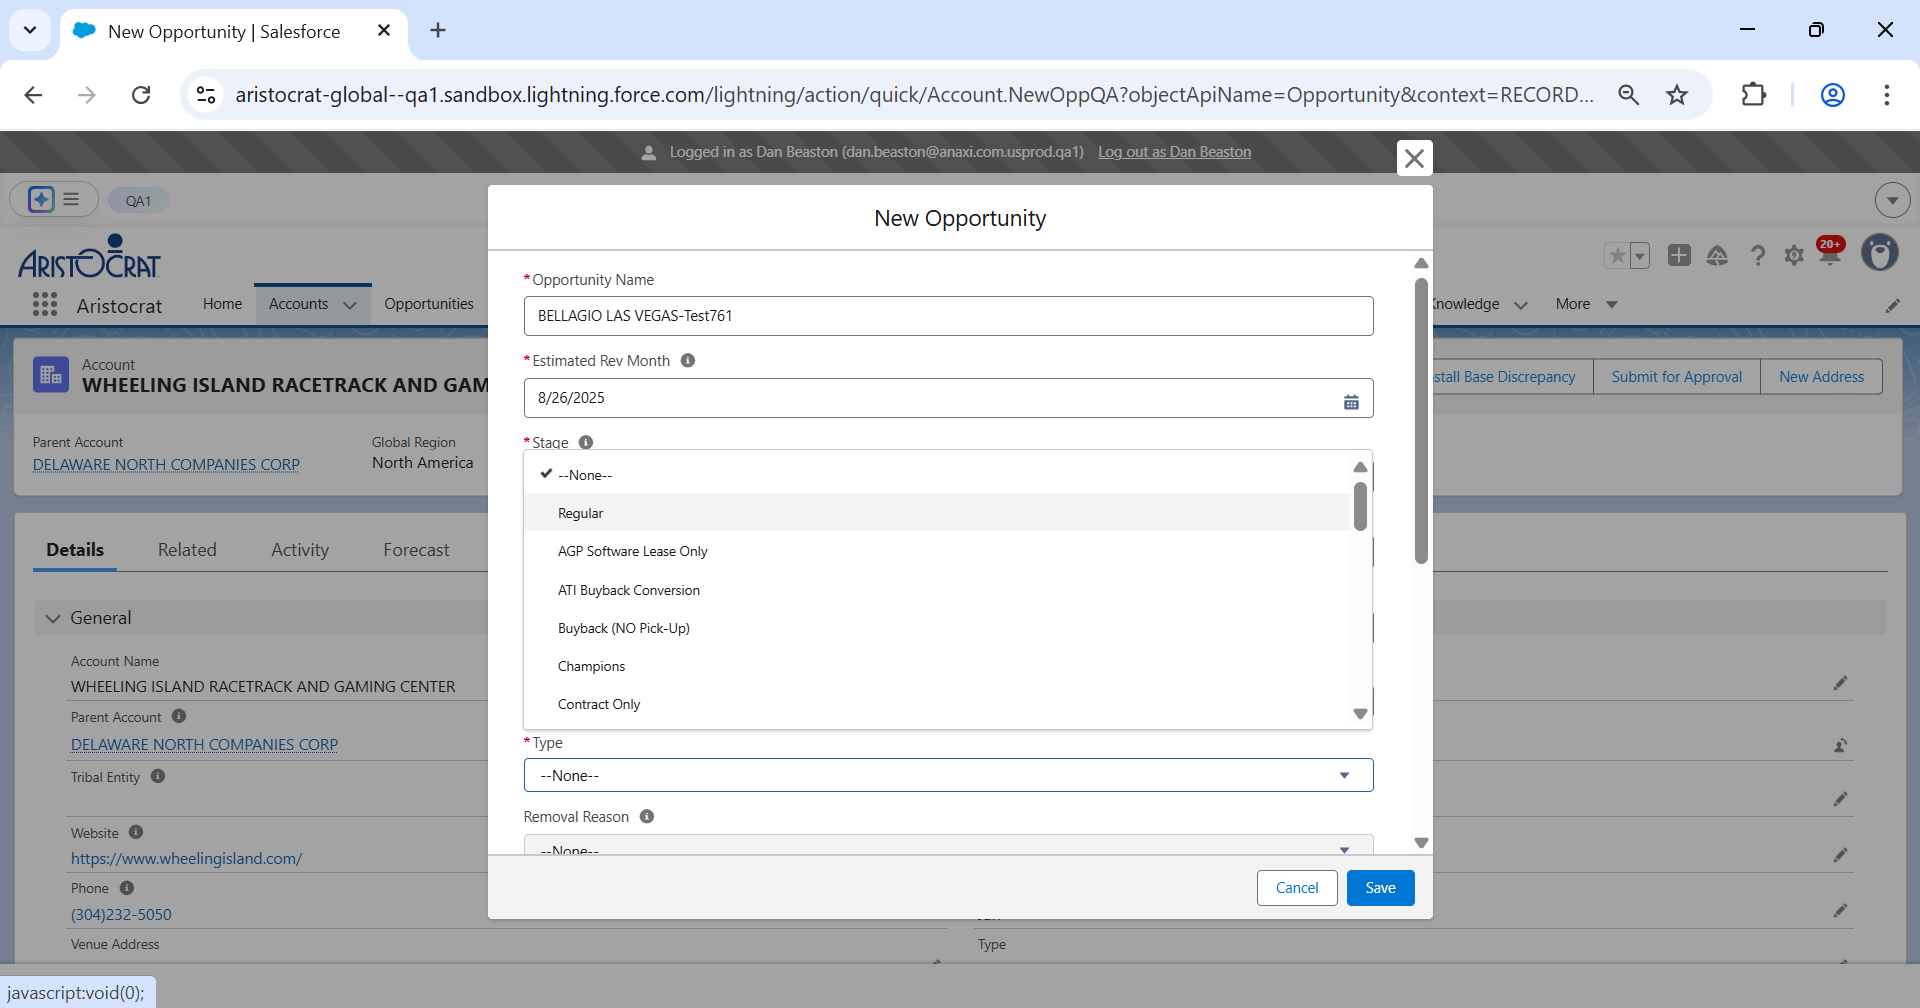 New Opportunity | Salesforce
aristocrat-global--qa1.sandbox.lightning.force.com/lightning/action/quick/Account.NewOppQA?objectApiName=Opportunity&context=RECORD...
Logged in as Dan Beaston (dan.beaston@anaxi.com.usprod.qa1) Log out as Dan Beaston
QA1
New Opportunity
ARISTOCRAT
20+
Aristocrat
Home
Accounts
Opportunities
Knowledge
More
*Opportunity Name
BELLAGIO LAS VEGAS-Test761
*Estimated Rev Month
8/26/2025
*Stage
--None--
Regular
AGP Software Lease Only
ATI Buyback Conversion
Buyback (NO Pick-Up)
Champions
Contract Only
*Type
--None--
Removal Reason
--None--
Cancel
Save
Account
WHEELING ISLAND RACETRACK AND GAM
stall Base Discrepancy
Submit for Approval
New Address
Parent Account
DELAWARE NORTH COMPANIES CORP
Global Region
North America
Details
Related
Activity
Forecast
General
Account Name
WHEELING ISLAND RACETRACK AND GAMING CENTER
Parent Account
DELAWARE NORTH COMPANIES CORP
Tribal Entity
Website
https://www.wheelingisland.com/
Phone
(304)232-5050
Venue Address
Type
javascript:void(0);